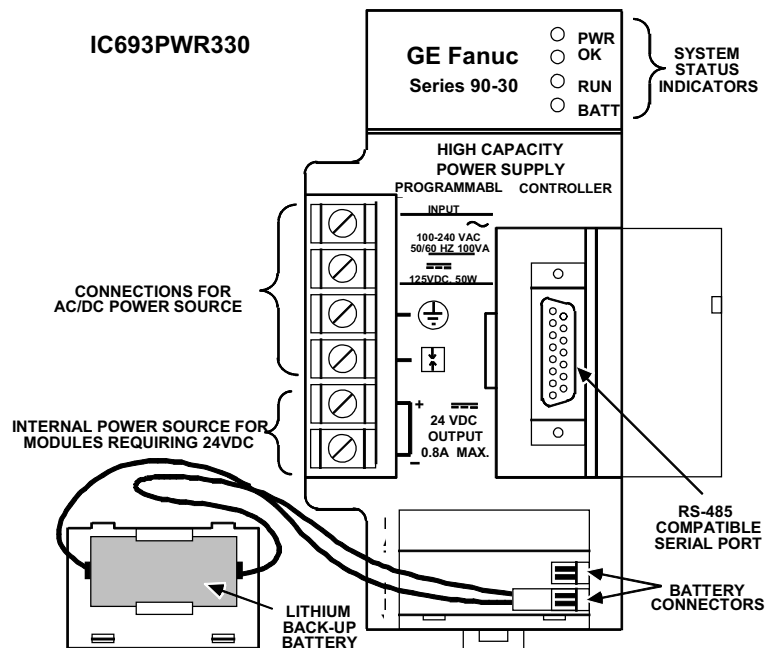 IC693PWR330
GE Fanuc
Series 90-30
PWR
OK
RUN
BATT
SYSTEM
STATUS
INDICATORS
HIGH CAPACITY
POWER SUPPLY
PROGRAMMABL CONTROLLER
INPUT
100-240 VAC
50/60 HZ 100VA
125VDC, 50W
CONNECTIONS FOR
AC/DC POWER SOURCE
INTERNAL POWER SOURCE FOR
MODULES REQUIRING 24VDC
+
24 VDC
OUTPUT
0.8A MAX.
–
RS-485
COMPATIBLE
SERIAL PORT
BATTERY
CONNECTORS
LITHIUM
BACK-UP
BATTERY